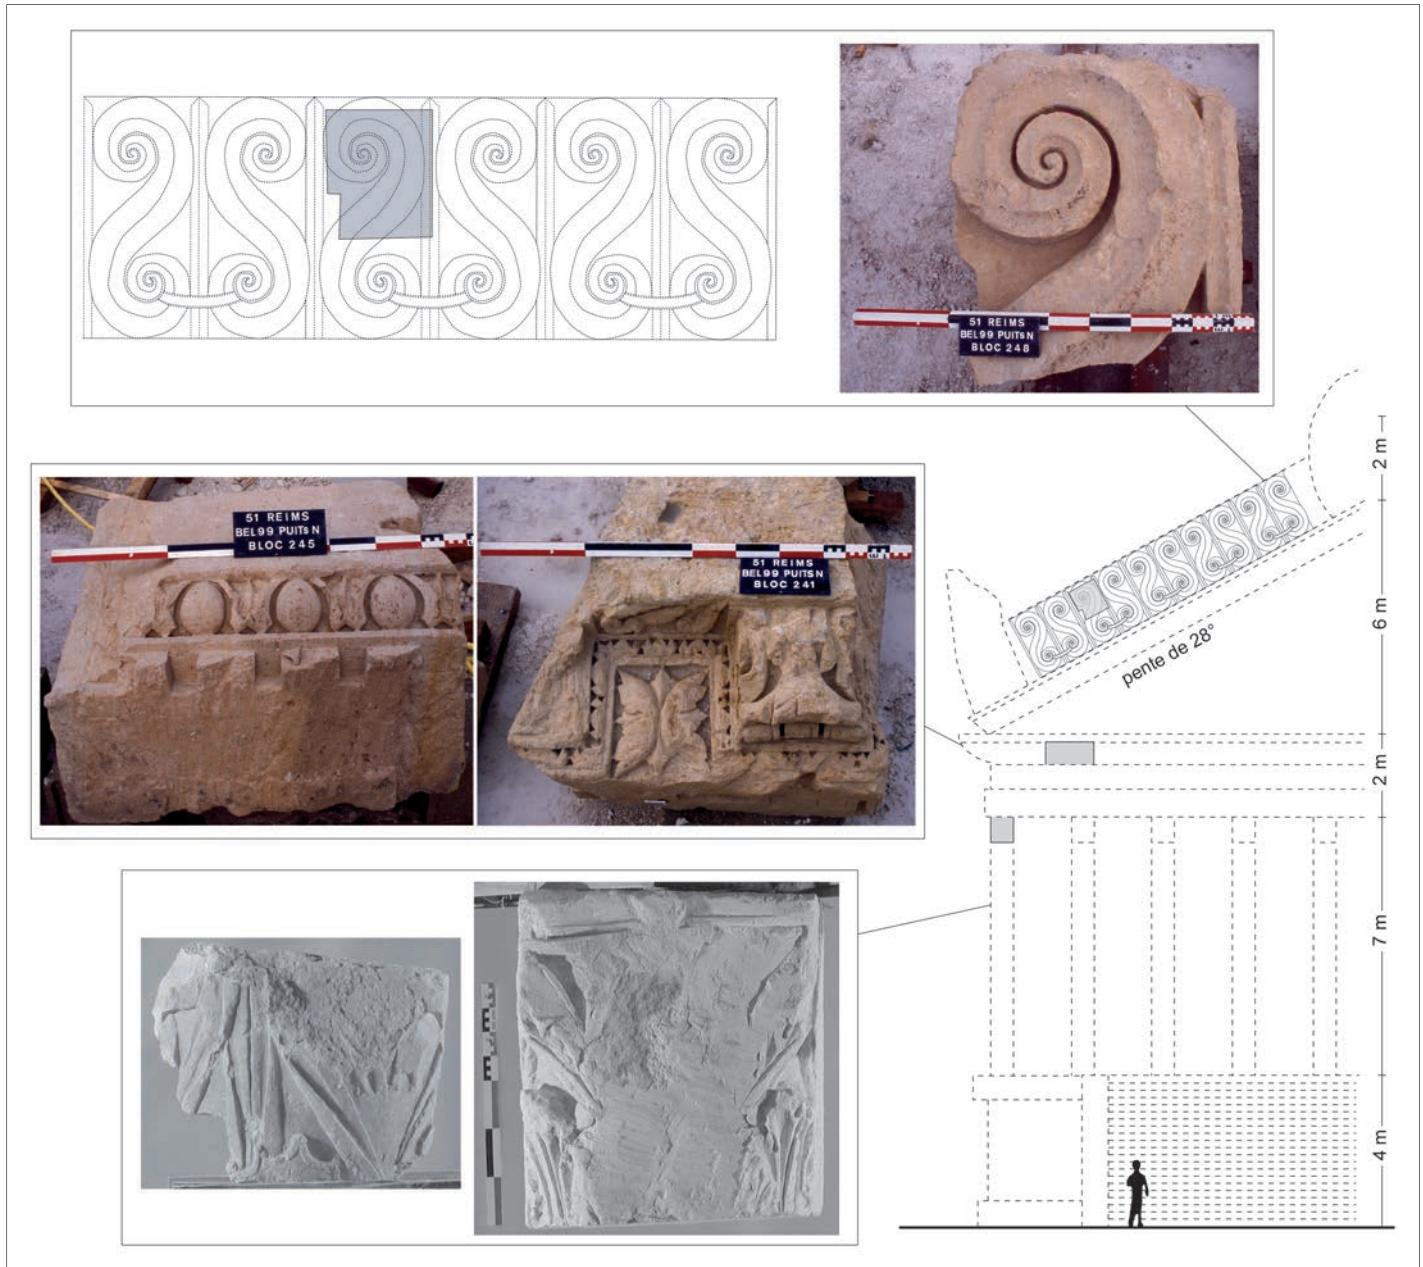 51 REIMS
BEL99 PUITS N
BLOC 248
51 REIMS
BEL99 PUITS N
BLOC 245
51 REIMS
BEL99 PUITS N
BLOC 241
pente de 28°
2 m
6 m
2 m
7 m
4 m